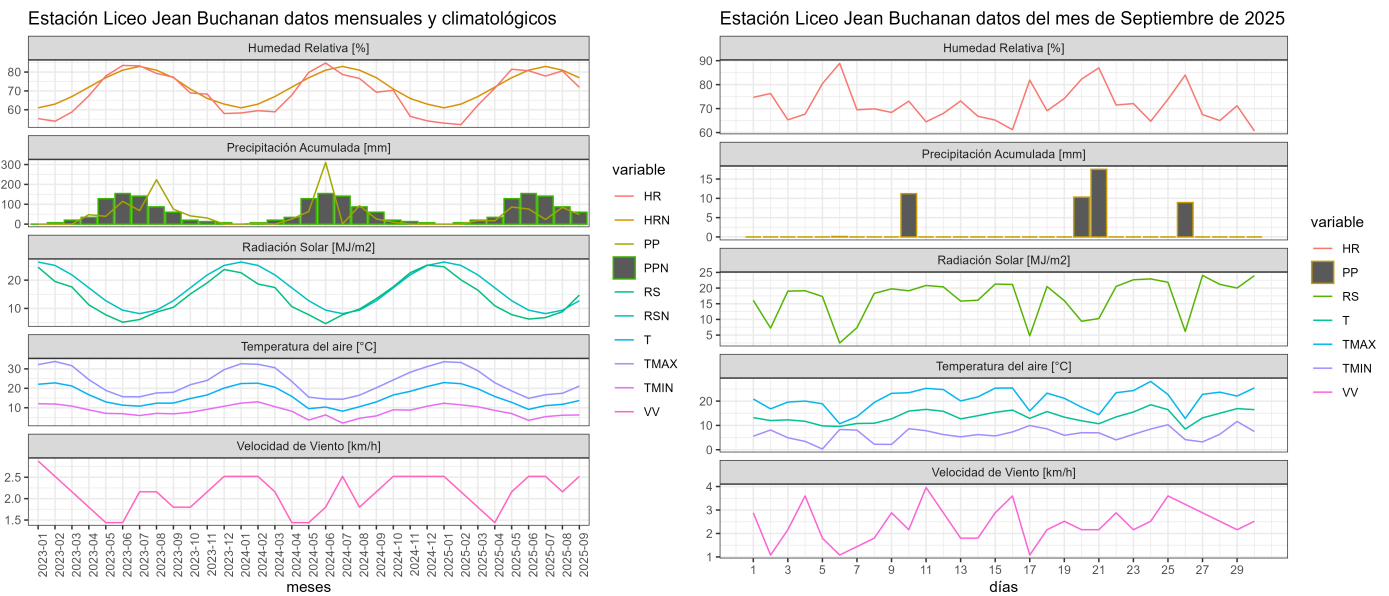 Estación Liceo Jean Buchanan datos mensuales y climatológicos
Humedad Relativa [%]
80
70
60
Precipitación Acumulada [mm]
300
200
100
0
Radiación Solar [MJ/m2]
20
10
Temperatura del aire [°C]
30
20
10
Velocidad de Viento [km/h]
2.5
2.0
1.5
2023-01
2023-02
2023-03
2023-04
2023-05
2023-06
2023-07
2023-08
2023-09
2023-10
2023-11
2023-12
2024-01
2024-02
2024-03
2024-04
2024-05
2024-06
2024-07
2024-08
2024-09
2024-10
2024-11
2024-12
2025-01
2025-02
2025-03
2025-04
2025-05
2025-06
2025-07
2025-08
2025-09
meses
variable
HR
HRN
PP
PPN
RS
RSN
T
TMAX
TMIN
VV
Estación Liceo Jean Buchanan datos del mes de Septiembre de 2025
Humedad Relativa [%]
90
80
70
60
Precipitación Acumulada [mm]
15
10
5
0
Radiación Solar [MJ/m2]
25
20
15
10
5
Temperatura del aire [°C]
20
10
0
Velocidad de Viento [km/h]
4
3
2
1
1 3 5 7 9 11 13 15 17 19 21 23 25 27 29
días
variable
HR
PP
RS
T
TMAX
TMIN
VV